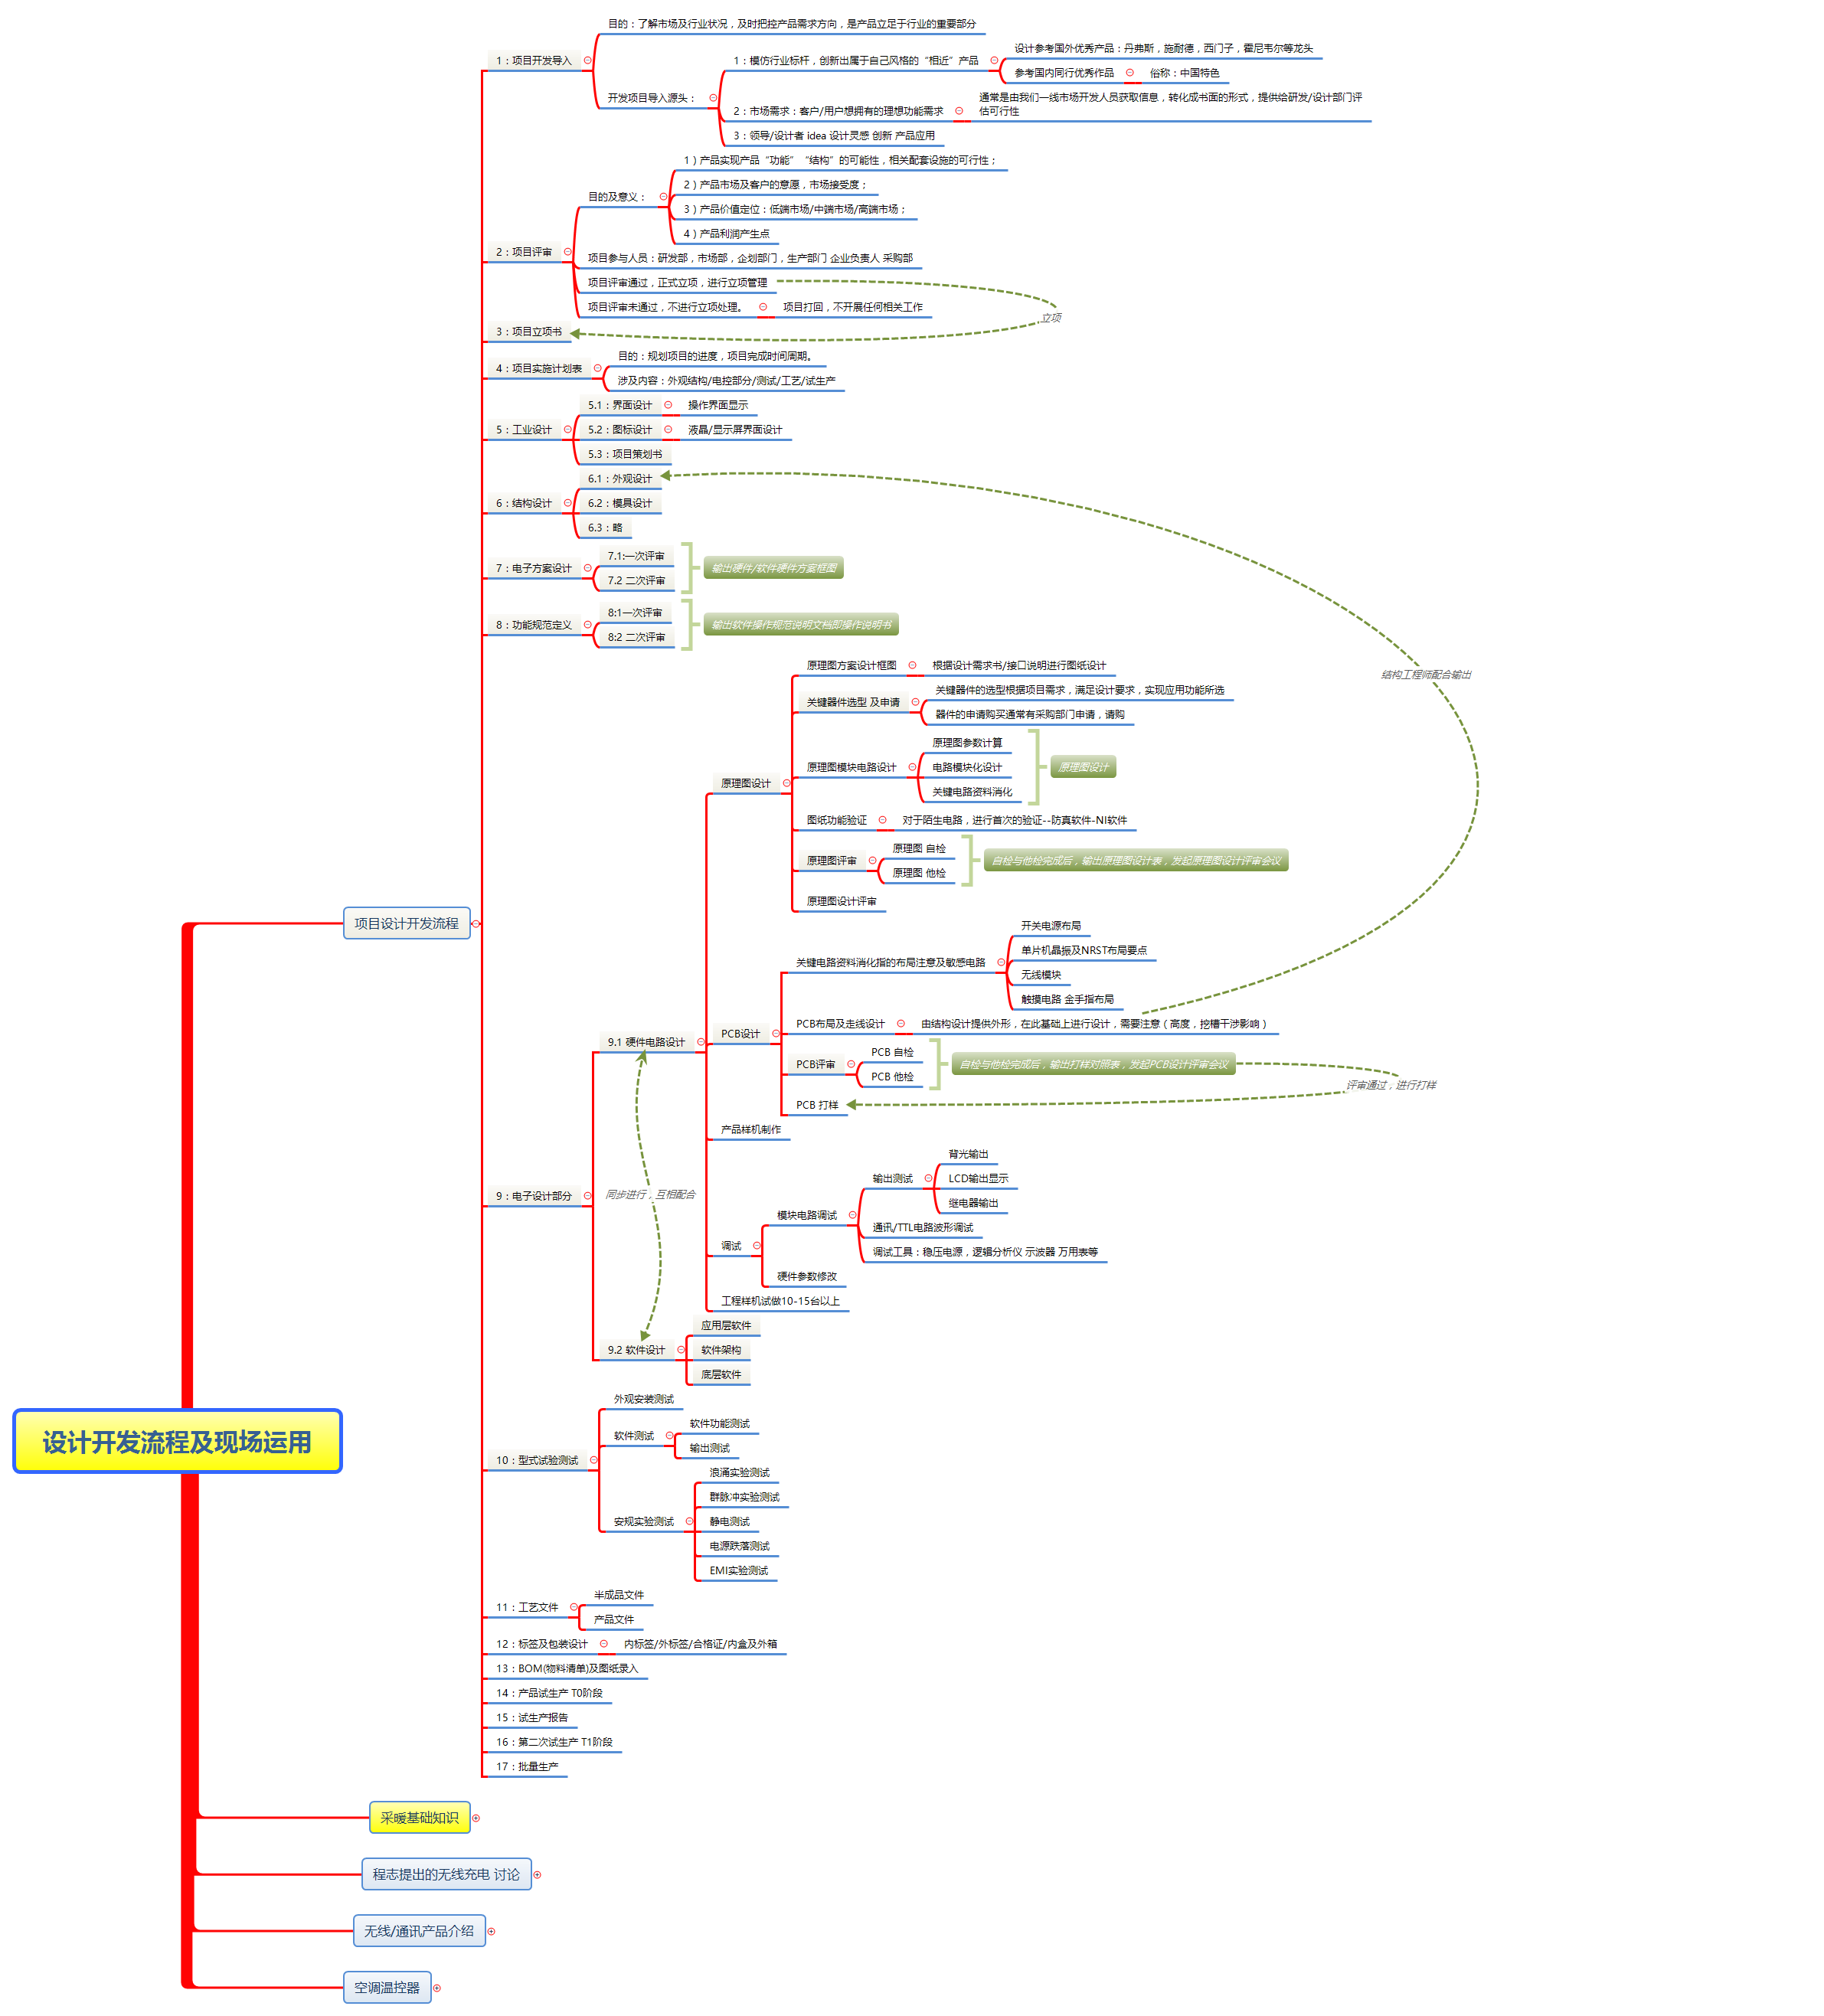 目的：了解市场及行业状况，及时把控产品需求方向，是产品立足于行业的重要部分
1：项目开发导入
开发项目导入源头：
1：模仿行业标杆，创新出属于自己风格的“相近”产品
设计参考国外优秀产品：丹弗斯，施耐德，西门子，霍尼韦尔等龙头
参考国内同行优秀作品
俗称：中国特色
2：市场需求：客户/用户想拥有的理想功能需求
通常是由我们一线市场开发人员获取信息，转化成书面的形式，提供给研发/设计部门评
估可行性
3：领导/设计者 idea 设计灵感 创新 产品应用
2：项目评审
目的及意义：
1）产品实现产品“功能”“结构”的可能性，相关配套设施的可行性；
2）产品市场及客户的意愿，市场接受度；
3）产品价值定位：低端市场/中端市场/高端市场；
4）产品利润产生点
项目参与人员：研发部，市场部，企划部门，生产部门 企业负责人 采购部
项目评审通过，正式立项，进行立项管理
项目评审未通过，不进行立项处理。
项目打回，不开展任何相关工作
立项
3：项目立项书
4：项目实施计划表
目的：规划项目的进度，项目完成时间周期。
涉及内容：外观结构/电控部分/测试/工艺/试生产
5：工业设计
5.1：界面设计
操作界面显示
5.2：图标设计
液晶/显示屏界面设计
5.3：项目策划书
6：结构设计
6.1：外观设计
6.2：模具设计
6.3：略
7：电子方案设计
7.1:一次评审
7.2 二次评审
输出硬件/软件硬件方案框图
8：功能规范定义
8:1一次评审
8:2 二次评审
输出软件操作规范说明文档即操作说明书
结构工程师配合输出
9：电子设计部分
9.1 硬件电路设计
原理图设计
原理图方案设计框图
根据设计需求书/接口说明进行图纸设计
关键器件选型 及申请
关键器件的选型根据项目需求，满足设计要求，实现应用功能所选
器件的申请购买通常有采购部门申请，请购
原理图模块电路设计
原理图参数计算
电路模块化设计
关键电路资料消化
原理图设计
图纸功能验证
对于陌生电路，进行首次的验证--防真软件-NI软件
原理图评审
原理图 自检
原理图 他检
自检与他检完成后，输出原理图设计表，发起原理图设计评审会议
原理图设计评审
PCB设计
关键电路资料消化指的布局注意及敏感电路
开关电源布局
单片机晶振及NRST布局要点
无线模块
触摸电路 金手指布局
PCB布局及走线设计
由结构设计提供外形，在此基础上进行设计，需要注意（高度，挖槽干涉影响）
PCB评审
PCB 自检
PCB 他检
自检与他检完成后，输出打样对照表，发起PCB设计评审会议
评审通过，进行打样
PCB 打样
产品样机制作
调试
模块电路调试
输出测试
背光输出
LCD输出显示
继电器输出
通讯/TTL电路波形调试
调试工具：稳压电源，逻辑分析仪 示波器 万用表等
硬件参数修改
工程样机试做10-15台以上
同步进行，互相配合
9.2 软件设计
应用层软件
软件架构
底层软件
10：型式试验测试
外观安装测试
软件测试
软件功能测试
输出测试
安规实验测试
浪涌实验测试
群脉冲实验测试
静电测试
电源跌落测试
EMI实验测试
11：工艺文件
半成品文件
产品文件
12：标签及包装设计
内标签/外标签/合格证/内盒及外箱
13：BOM(物料清单)及图纸录入
14：产品试生产 T0阶段
15：试生产报告
16：第二次试生产 T1阶段
17：批量生产
项目设计开发流程
设计开发流程及现场运用
采暖基础知识
程志提出的无线充电 讨论
无线/通讯产品介绍
空调温控器